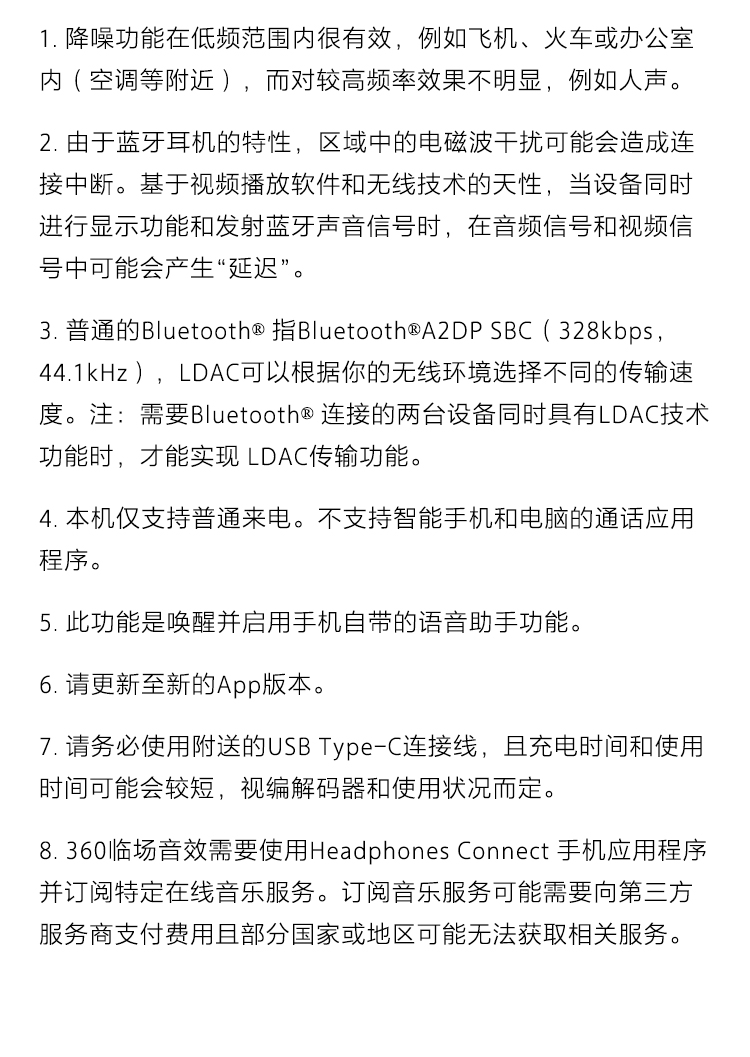 1. 降噪功能在低频范围内很有效，例如飞机、火车或办公室
内（空调等附近），而对较高频率效果不明显，例如人声。
2. 由于蓝牙耳机的特性，区域中的电磁波干扰可能会造成连
接中断。基于视频播放软件和无线技术的天性，当设备同时
进行显示功能和发射蓝牙声音信号时，在音频信号和视频信
号中可能会产生“延迟”。
3. 普通的Bluetooth® 指Bluetooth®A2DP SBC（328kbps，
44.1kHz），LDAC可以根据你的无线环境选择不同的传输速
度。注：需要Bluetooth® 连接的两台设备同时具有LDAC技术
功能时，才能实现 LDAC传输功能。
4. 本机仅支持普通来电。不支持智能手机和电脑的通话应用
程序。
5. 此功能是唤醒并启用手机自带的语音助手功能。
6. 请更新至新的App版本。
7. 请务必使用附送的USB Type-C连接线，且充电时间和使用
时间可能会较短，视编解码器和使用状况而定。
8. 360临场音效需要使用Headphones Connect 手机应用程序
并订阅特定在线音乐服务。订阅音乐服务可能需要向第三方
服务商支付费用且部分国家或地区可能无法获取相关服务。